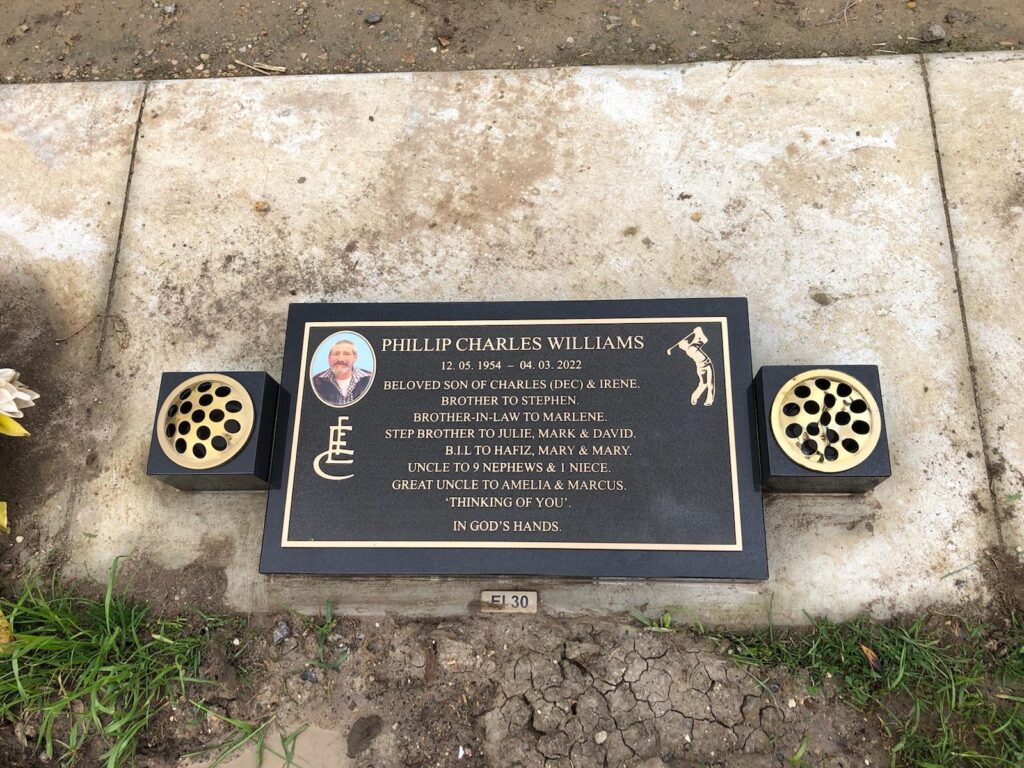 PHILLIP CHARLES WILLIAMS
12. 05. 1954 – 04. 03. 2022
BELOVED SON OF CHARLES (DEC) & IRENE.
BROTHER TO STEPHEN.
BROTHER-IN-LAW TO MARLENE.
STEP BROTHER TO JULIE, MARK & DAVID.
B.I.L TO HAFIZ, MARY & MARY.
UNCLE TO 9 NEPHEWS & 1 NIECE.
GREAT UNCLE TO AMELIA & MARCUS.
‘THINKING OF YOU’.
IN GOD'S HANDS.
30